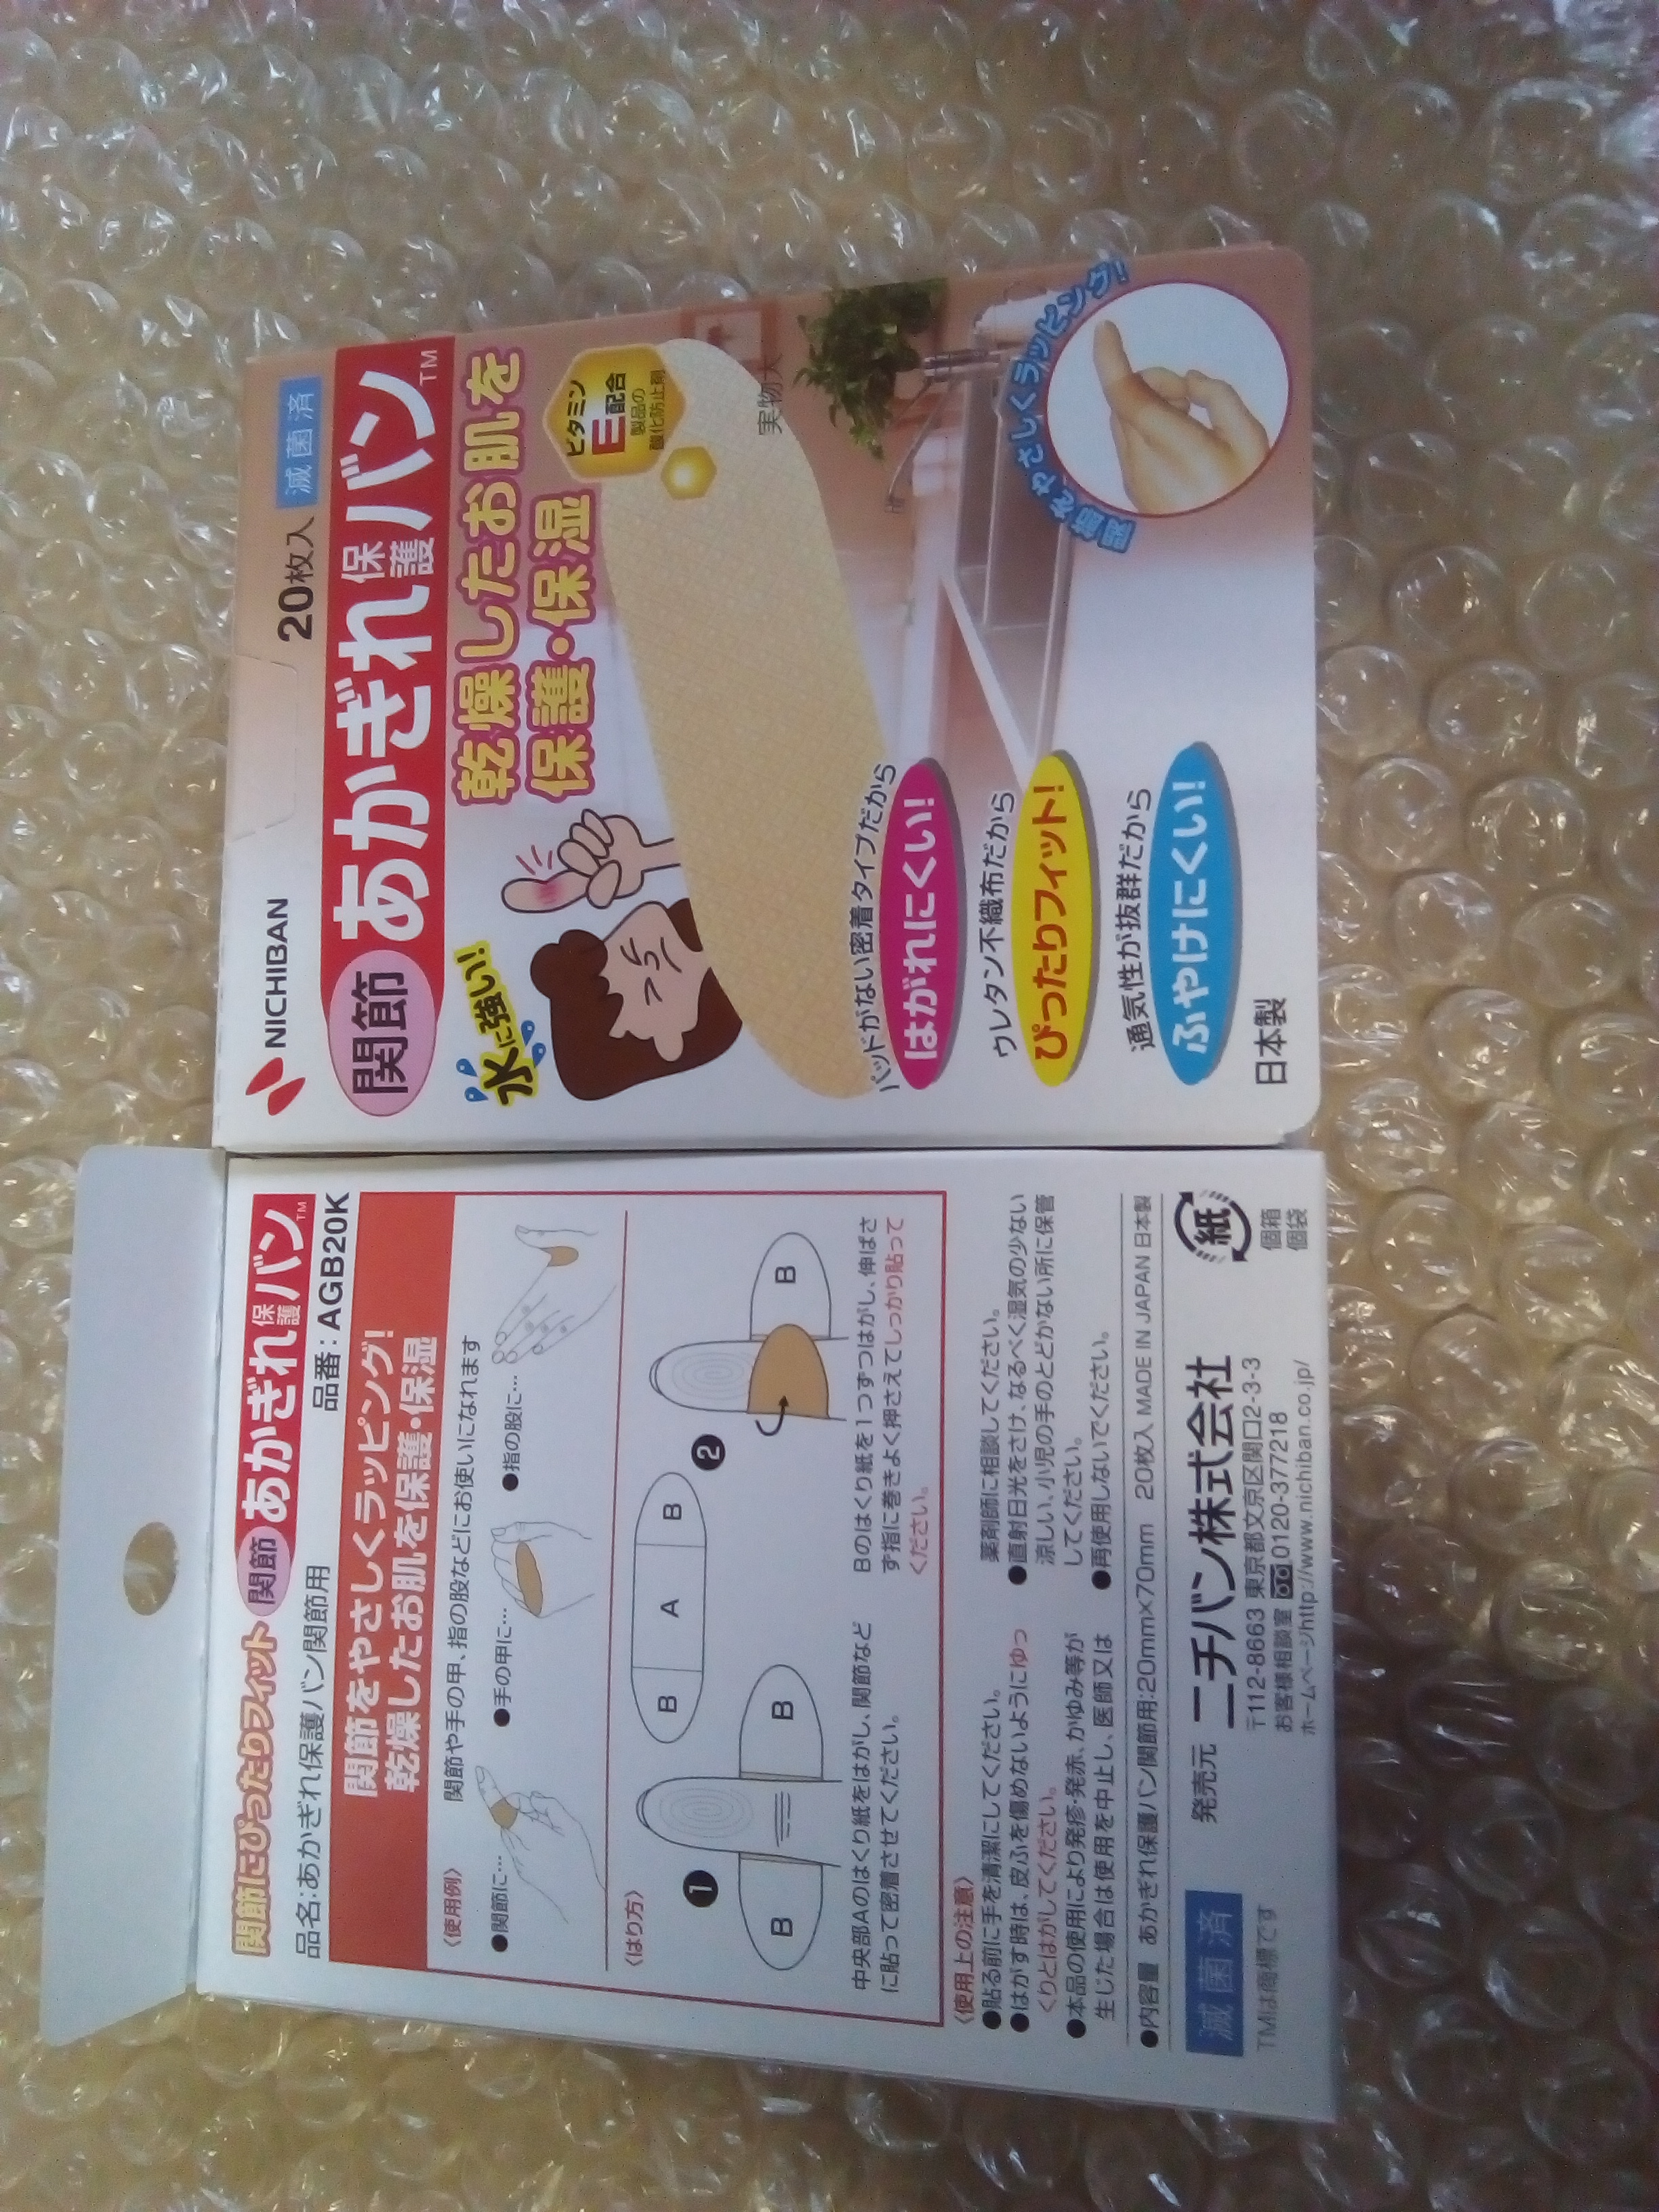 NICHIBAN
20枚入
滅菌済
関節
あかぎれ保護バン™
水に強い!
乾燥したお肌を
保護・保湿
ビタミン
E配合
製品の
酸化防止剤
実物大
パッドがない密着タイプだから
はがれにくい!
ウレタン不織布だから
ぴったりフィット!
通気性が抜群だから
ふやけにくい!
関節をやさしくラッピング!
日本製
関節にぴったりフィット 関節 あかぎれ保護バン™
品名:あかぎれ保護バン関節用
品番:AGB20K
関節をやさしくラッピング!
乾燥したお肌を保護・保湿
〈使用例〉
関節や手の甲、指の股などにお使いになれます
●関節に…
●手の甲に…
●指の股に…
〈はり方〉
1
B
B
B
A
B
2
B
中央部Aのはくり紙をはがし、関節など
に貼って密着させてください。
Bのはくり紙を1つずつはがし、伸ばさ
ず指に巻きよく押さえてしっかり貼って
ください。
〈使用上の注意〉
●貼る前に手を清潔にしてください。
●はがす時は、皮ふを傷めないようにゆっ
くりとはがしてください。
●本品の使用により発疹・発赤、かゆみ等が
生じた場合は使用を中止し、医師又は
薬剤師に相談してください。
●直射日光をさけ、なるべく湿気の少ない
涼しい、小児の手のとどかない所に保管
してください。
●再使用しないでください。
●内容量 あかぎれ保護バン関節用:20mm×70mm 20枚入 MADE IN JAPAN 日本製
滅菌済
TMは商標です
発売元 ニチバン株式会社
〒112-8663 東京都文京区関口2-3-3
お客様相談室 0120-377218
ホームページhttp://www.nichiban.co.jp/
紙
個箱
個袋